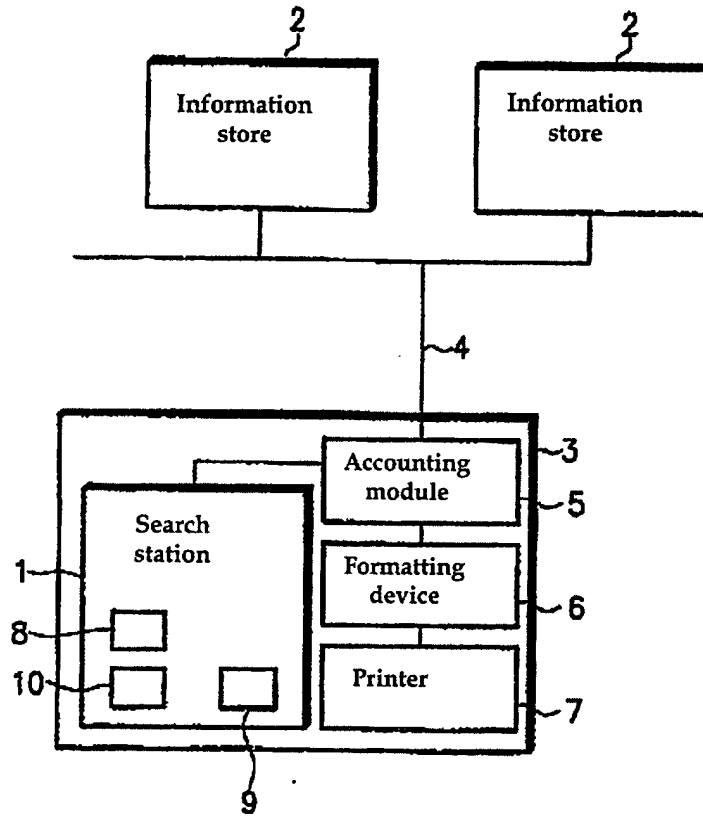 2
2
Information
store
Information
store
4
3
Accounting
module
5
Search
station
1
Formatting
device
6
8
10
Printer
7
9